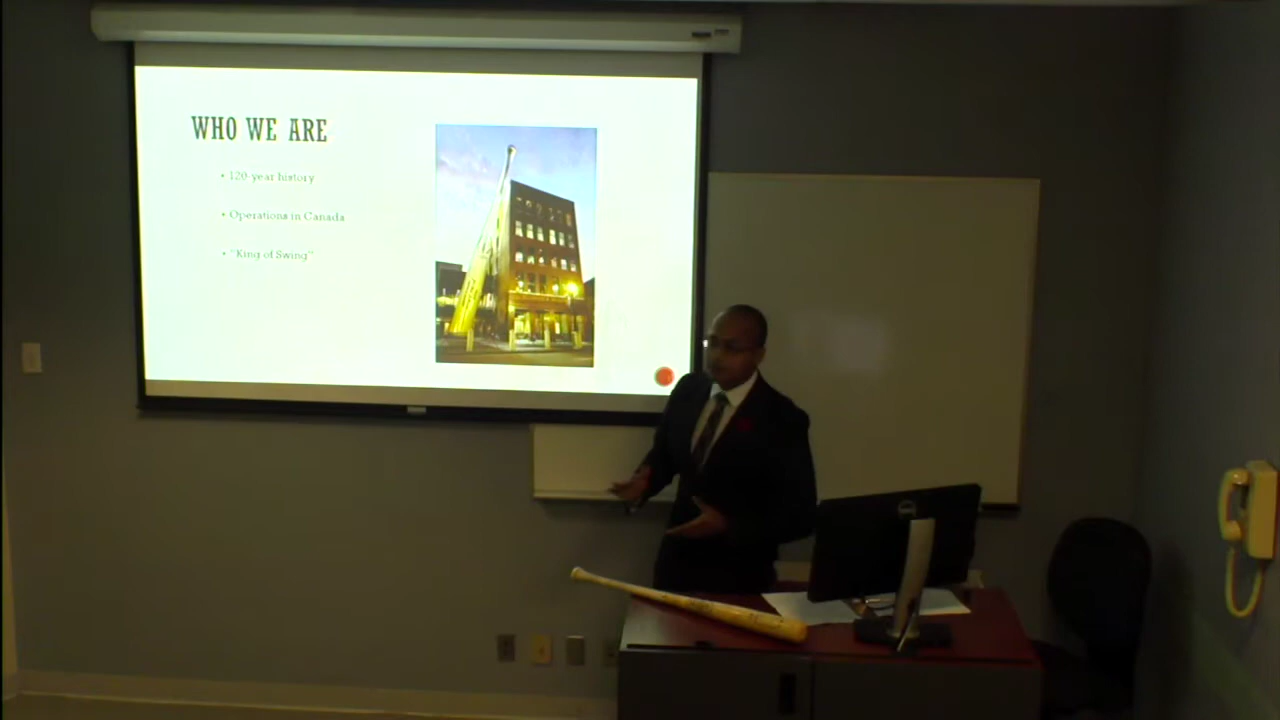 WHO WE ARE
• 120-year history
• Operations in Canada
• "King of Swing"